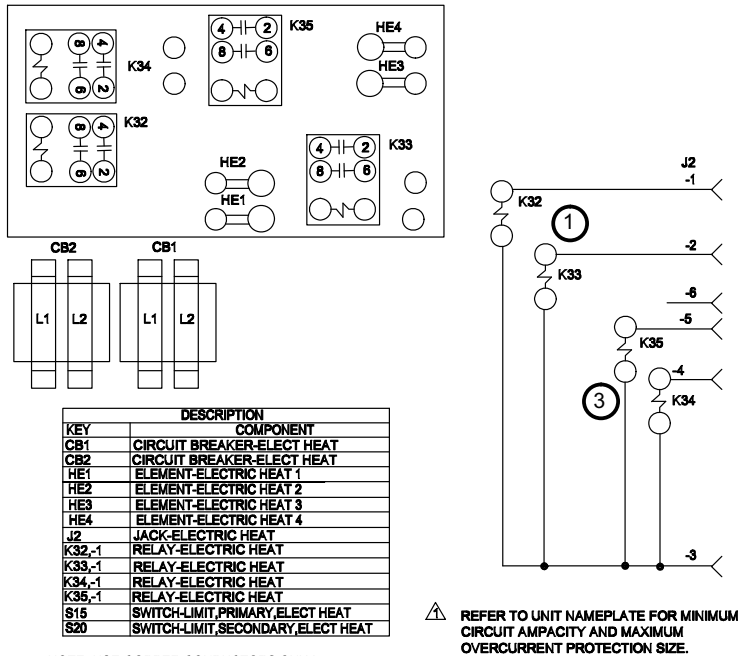 4 2 K35
8 6
HE4
HE3
8 4
K34
6 2
8 4
K32
6 2
4 2 K33
8 6
HE2
HE1
CB2 CB1
L1 L2 L1 L2
J2
-1
K32
1
-2
K33
-6
-5
K35
-4
3
K34
-3
DESCRIPTION
KEY COMPONENT
CB1 CIRCUIT BREAKER-ELECT HEAT
CB2 CIRCUIT BREAKER-ELECT HEAT
HE1 ELEMENT-ELECTRIC HEAT 1
HE2 ELEMENT-ELECTRIC HEAT 2
HE3 ELEMENT-ELECTRIC HEAT 3
HE4 ELEMENT-ELECTRIC HEAT 4
J2 JACK-ELECTRIC HEAT
K32,-1 RELAY-ELECTRIC HEAT
K33,-1 RELAY-ELECTRIC HEAT
K34,-1 RELAY-ELECTRIC HEAT
K35,-1 RELAY-ELECTRIC HEAT
S15 SWITCH-LIMIT,PRIMARY,ELECT HEAT
S20 SWITCH-LIMIT,SECONDARY,ELECT HEAT
1 REFER TO UNIT NAMEPLATE FOR MINIMUM
CIRCUIT AMPACITY AND MAXIMUM
OVERCURRENT PROTECTION SIZE.